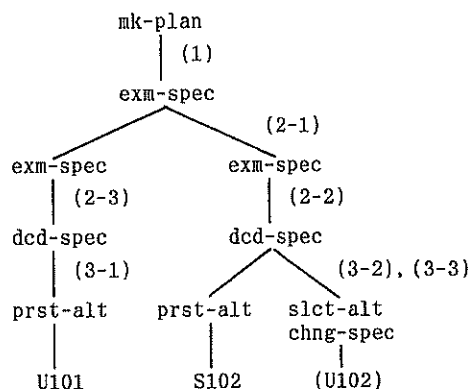 mk-plan
(1)
exm-spec
(2-1)
exm-spec exm-spec
(2-3) (2-2)
dcd-spec dcd-spec
(3-1) (3-2), (3-3)
prst-alt prst-alt slct-alt
chng-spec
U101 S102 (U102)